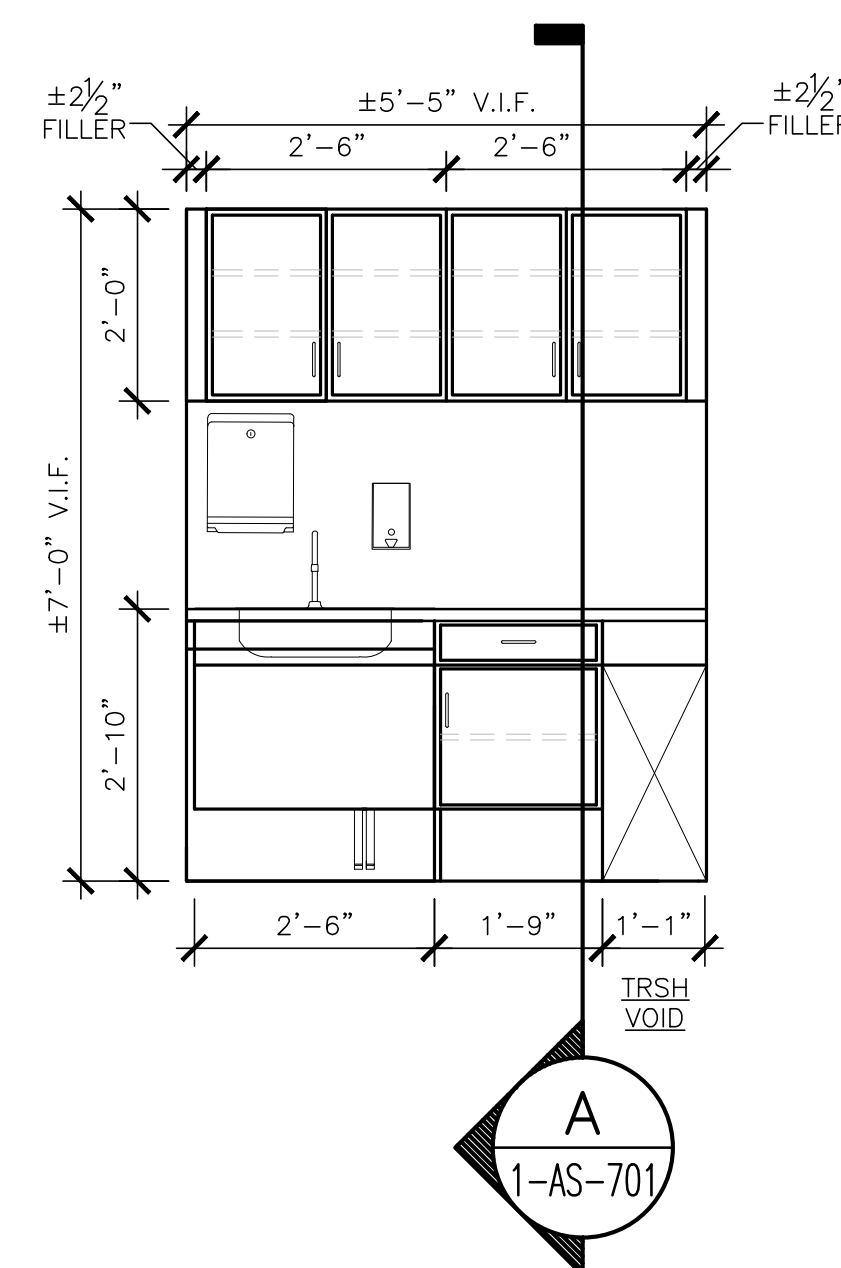 ±2½” FILLER
±5’-5” V.I.F.
±2½’ FILLER
2’-6”
2’-6”
2’-0”
±7’-0” V.I.F.
2’-10”
2’-6”
1’-9”
1’-1”
TRSH
VOID
A
1-AS-701